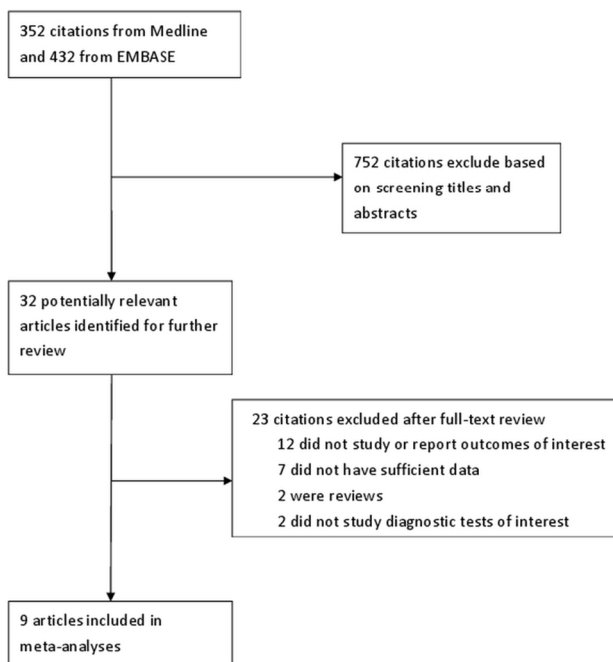 352 citations from Medline
and 432 from EMBASE
752 citations exclude based
on screening titles and
abstracts
32 potentially relevant
articles identified for further
review
23 citations excluded after full-text review
12 did not study or report outcomes of interest
7 did not have sufficient data
2 were reviews
2 did not study diagnostic tests of interest
9 articles included in
meta-analyses